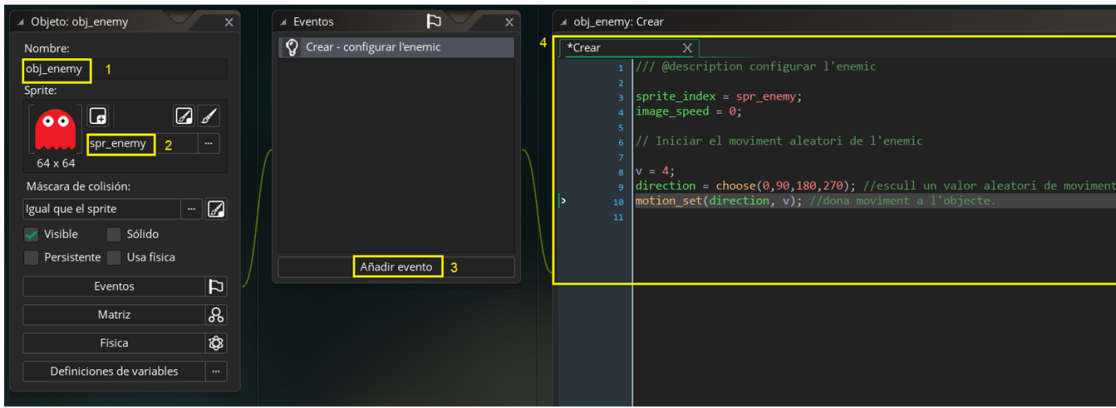 Objeto: obj_enemy
Nombre:
obj_enemy 1
Sprite:
spr_enemy 2 ...
64 x 64
Máscara de colisión:
Igual que el sprite ...
Visible Sólido
Persistente Usa física
Eventos
Matriz
Física
Definiciones de variables ...
Eventos
Crear - configurar l'enemic
Añadir evento 3
obj_enemy: Crear
4
*Crear
1 /// @description configurar l'enemic
2
3 sprite_index = spr_enemy;
4 image_speed = 0;
5
6 // Iniciar el moviment aleatori de l'enemic
7
8 v = 4;
9 direction = choose(0,90,180,270); //escull un valor aleatori de moviment
10 motion_set(direction, v); //dona moviment a l'objecte.
11